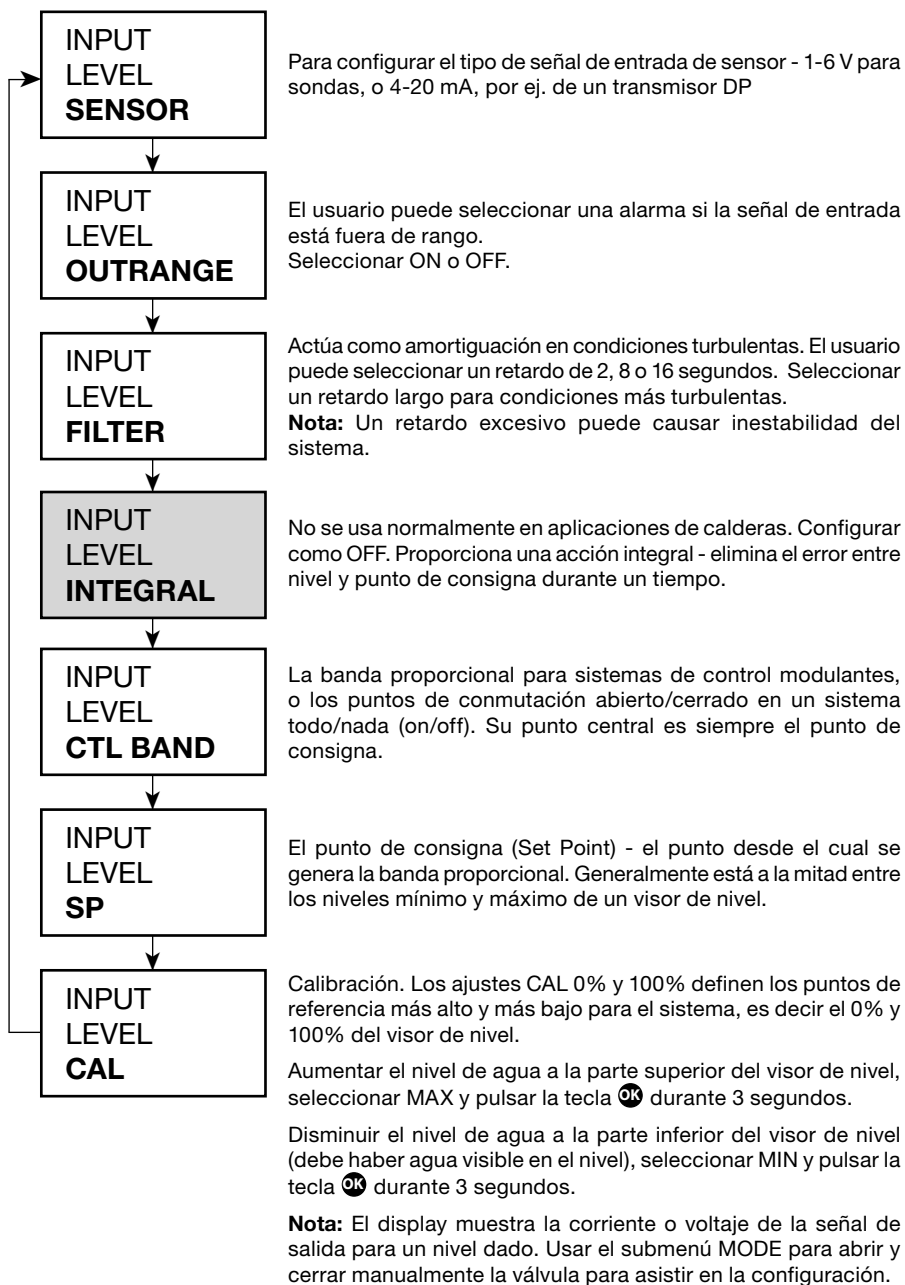 INPUT
LEVEL
SENSOR
Para configurar el tipo de señal de entrada de sensor - 1-6 V para
sondas, o 4-20 mA, por ej. de un transmisor DP
INPUT
LEVEL
OUTRANGE
El usuario puede seleccionar una alarma si la señal de entrada
está fuera de rango.
Seleccionar ON o OFF.
INPUT
LEVEL
FILTER
Actúa como amortiguación en condiciones turbulentas. El usuario
puede seleccionar un retardo de 2, 8 o 16 segundos. Seleccionar
un retardo largo para condiciones más turbulentas.
Nota: Un retardo excesivo puede causar inestabilidad del
sistema.
INPUT
LEVEL
INTEGRAL
No se usa normalmente en aplicaciones de calderas. Configurar
como OFF. Proporciona una acción integral - elimina el error entre
nivel y punto de consigna durante un tiempo.
INPUT
LEVEL
CTL BAND
La banda proporcional para sistemas de control modulantes,
o los puntos de conmutación abierto/cerrado en un sistema
todo/nada (on/off). Su punto central es siempre el punto de
consigna.
INPUT
LEVEL
SP
El punto de consigna (Set Point) - el punto desde el cual se
genera la banda proporcional. Generalmente está a la mitad entre
los niveles mínimo y máximo de un visor de nivel.
INPUT
LEVEL
CAL
Calibración. Los ajustes CAL 0% y 100% definen los puntos de
referencia más alto y más bajo para el sistema, es decir el 0% y
100% del visor de nivel.
Aumentar el nivel de agua a la parte superior del visor de nivel,
seleccionar MAX y pulsar la tecla OK durante 3 segundos.
Disminuir el nivel de agua a la parte inferior del visor de nivel
(debe haber agua visible en el nivel), seleccionar MIN y pulsar la
tecla OK durante 3 segundos.
Nota: El display muestra la corriente o voltaje de la señal de
salida para un nivel dado. Usar el submenú MODE para abrir y
cerrar manualmente la válvula para asistir en la configuración.